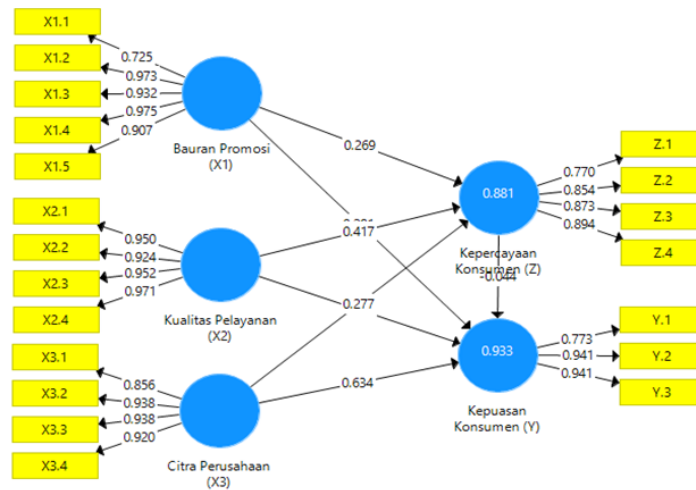 X1.1
X1.2
X1.3
X1.4
X1.5
0.725
0.973
0.932
0.975
0.907
Bauran Promosi
(X1)
X2.1
X2.2
X2.3
X2.4
0.950
0.924
0.952
0.971
Kualitas Pelayanan
(X2)
X3.1
X3.2
X3.3
X3.4
0.856
0.938
0.938
0.920
Citra Perusahaan
(X3)
0.269
0.417
0.277
0.634
0.881
Kepercayaan
Konsumen (Z)
-0.044
0.933
Kepuasan
Konsumen (Y)
0.770
0.854
0.873
0.894
Z.1
Z.2
Z.3
Z.4
0.773
0.941
0.941
Y.1
Y.2
Y.3